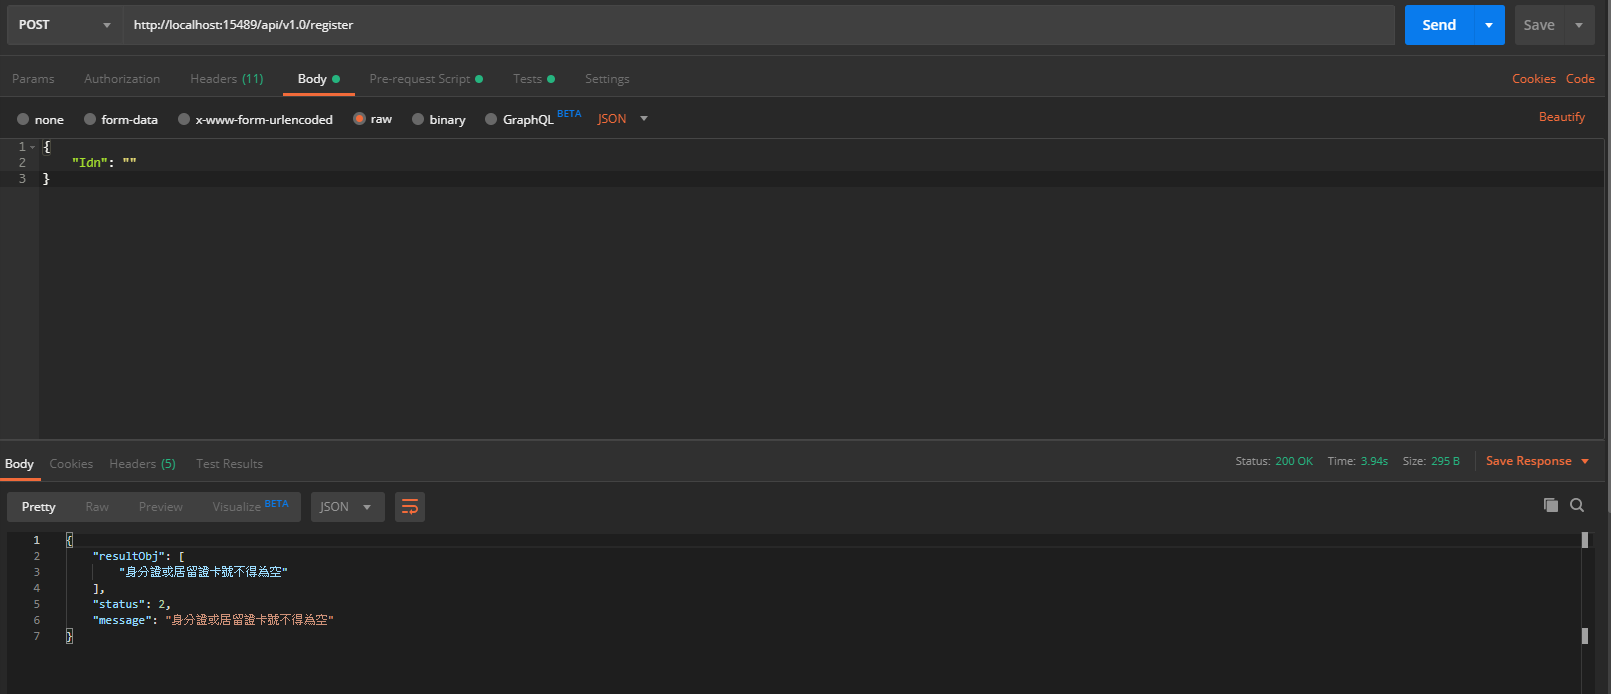 POST http://localhost:15489/api/v1.0/register Send Save
Params Authorization Headers (11) Body Pre-request Script Tests Settings Cookies Code
none form-data x-www-form-urlencoded raw binary GraphQL BETA JSON Beautify
1 {
2 "Idn": ""
3 }
Body Cookies Headers (5) Test Results Status: 200 OK Time: 3.94s Size: 295 B Save Response
Pretty Raw Preview Visualize BETA JSON
1 {
2 "resultObj": [
3 "身分證或居留證卡號不得為空"
4 ],
5 "status": 2,
6 "message": "身分證或居留證卡號不得為空"
7 }